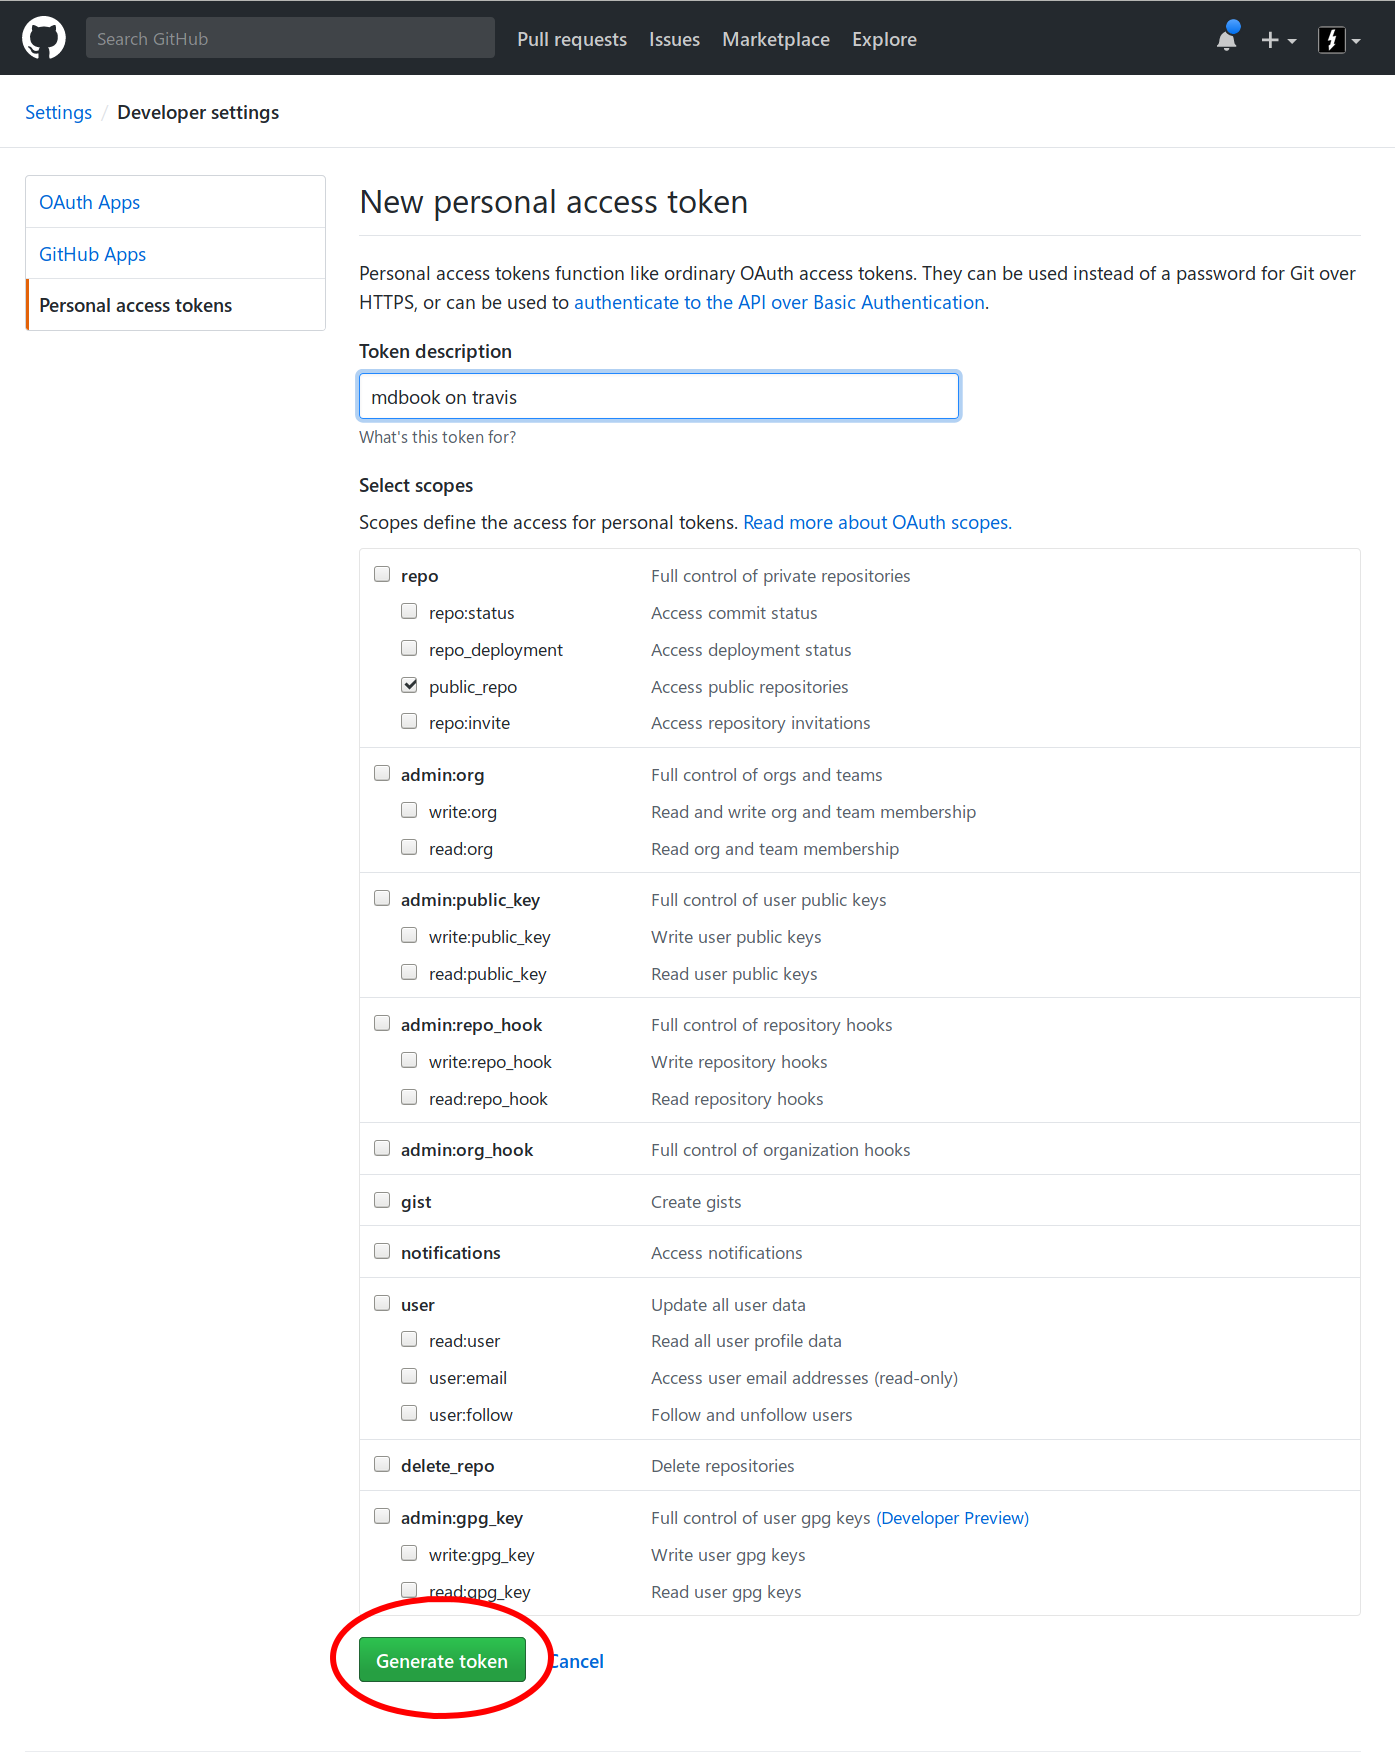 Search GitHub Pull requests Issues Marketplace Explore
Settings / Developer settings
OAuth Apps
GitHub Apps
Personal access tokens
New personal access token
Personal access tokens function like ordinary OAuth access tokens. They can be used instead of a password for Git over
HTTPS, or can be used to authenticate to the API over Basic Authentication.
Token description
mdbook on travis
What's this token for?
Select scopes
Scopes define the access for personal tokens. Read more about OAuth scopes.
repo Full control of private repositories
repo:status Access commit status
repo_deployment Access deployment status
public_repo Access public repositories
repo:invite Access repository invitations
admin:org Full control of orgs and teams
write:org Read and write org and team membership
read:org Read org and team membership
admin:public_key Full control of user public keys
write:public_key Write user public keys
read:public_key Read user public keys
admin:repo_hook Full control of repository hooks
write:repo_hook Write repository hooks
read:repo_hook Read repository hooks
admin:org_hook Full control of organization hooks
gist Create gists
notifications Access notifications
user Update all user data
read:user Read all user profile data
user:email Access user email addresses (read-only)
user:follow Follow and unfollow users
delete_repo Delete repositories
admin:gpg_key Full control of user gpg keys (Developer Preview)
write:gpg_key Write user gpg keys
read:gpg_key Read user gpg keys
Generate token Cancel